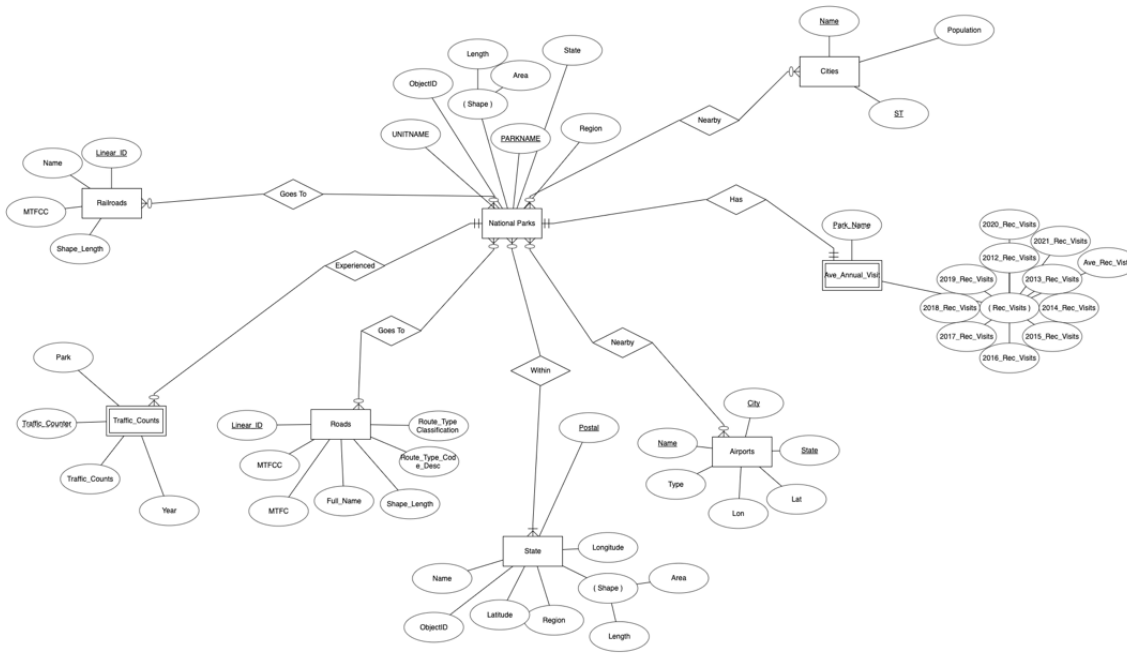 Name
Population
Cities
ST
Nearby
Length
State
Area
ObjectID
( Shape )
UNITNAME
PARKNAME
Region
National Parks
Linear_ID
Name
Railroads
MTFCC
Shape_Length
Goes To
Has
Park_Name
Ave_Annual_Visit
2020_Rec_Visits
2021_Rec_Visits
2012_Rec_Visits
Ave_Rec_Visit
2019_Rec_Visits
2013_Rec_Visits
2018_Rec_Visits
( Rec_Visits )
2014_Rec_Visits
2017_Rec_Visits
2015_Rec_Visits
2016_Rec_Visits
Experienced
Park
Traffic_Counter
Traffic_Counts
Traffic_Counts
Year
Goes To
Linear_ID
Roads
Route_Type
Classification
MTFCC
Route_Type_Cod
e_Desc
MTFC
Full_Name
Shape_Length
Within
Nearby
City
Name
Airports
State
Type
Lon
Lat
Postal
State
Longitude
Name
( Shape )
Area
ObjectID
Latitude
Region
Length